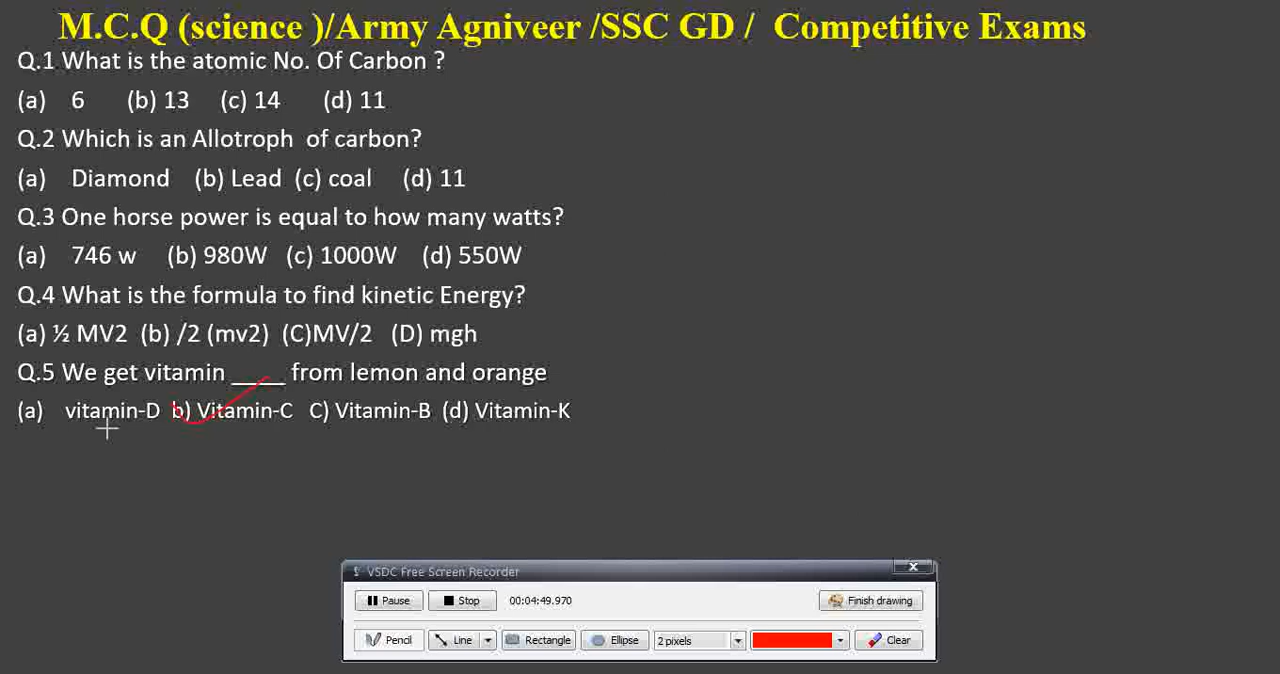 M.C.Q (science )/Army Agniveer /SSC GD / Competitive Exams
Q.1 What is the atomic No. Of Carbon ?
(a) 6 (b) 13 (c) 14 (d) 11
Q.2 Which is an Allotroph of carbon?
(a) Diamond (b) Lead (c) coal (d) 11
Q.3 One horse power is equal to how many watts?
(a) 746 w (b) 980W (c) 1000W (d) 550W
Q.4 What is the formula to find kinetic Energy?
(a) ½ MV2 (b) /2 (mv2) (C)MV/2 (D) mgh
Q.5 We get vitamin ____ from lemon and orange
(a) vitamin-D b) Vitamin-C C) Vitamin-B (d) Vitamin-K
VSDC Free Screen Recorder
Pause Stop 00:04:49.970 Finish drawing
Pencil Line Rectangle Ellipse 2 pixels Clear